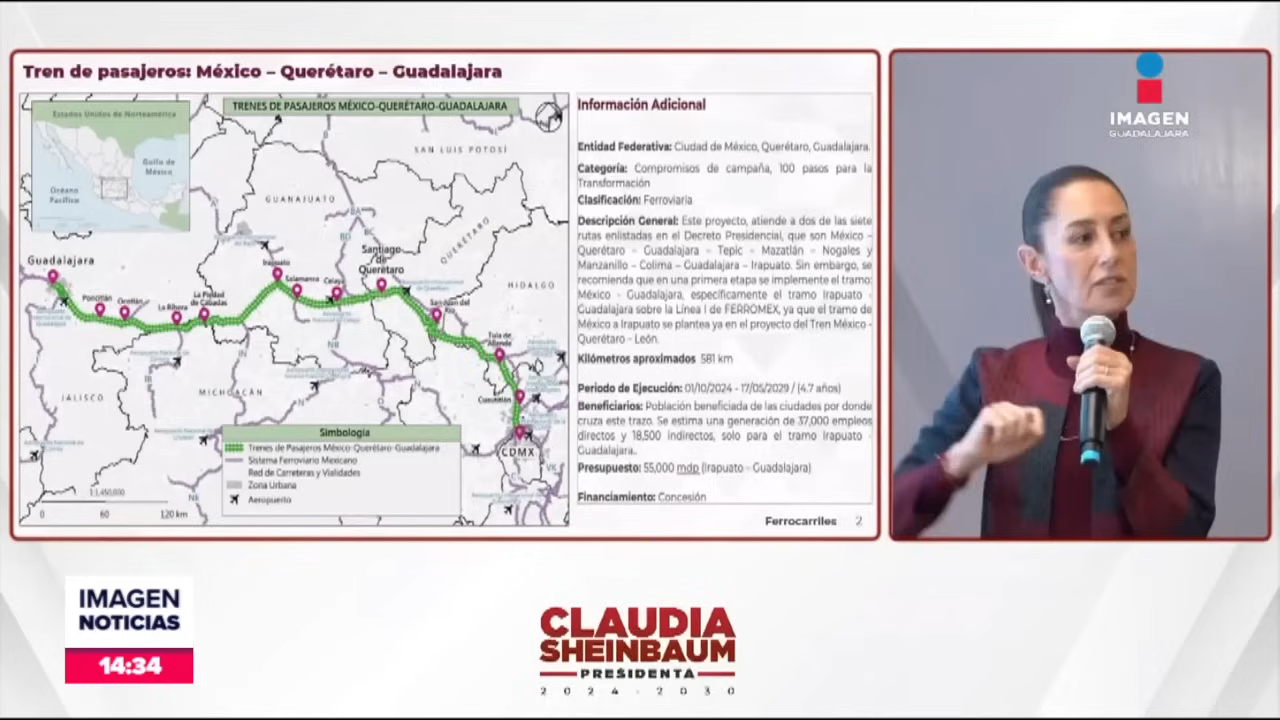 Tren de pasajeros: México – Querétaro – Guadalajara
TRENES DE PASAJEROS MÉXICO-QUERÉTARO-GUADALAJARA
Estados Unidos de Norteamérica
Golfo de
México
Océano
Pacífico
SAN LUIS POTOSÍ
GUANAJUATO
QUERÉTARO
HIDALGO
Guadalajara
Poncitlán
Ocotlán
La Ribera
La Piedad
de Cabadas
Irapuato
Salamanca
Celaya
Santiago
de
Querétaro
San Juan del
Río
Tula de
Allende
Cuautitlán
CDMX
JALISCO
MICHOACÁN
Simbología
Trenes de Pasajeros México-Querétaro-Guadalajara
Sistema Ferroviario Mexicano
Red de Carreteras y Vialidades
Zona Urbana
Aeropuerto
1:1,450,000
0 60 120 km
Información Adicional
Entidad Federativa: Ciudad de México, Querétaro, Guadalajara.
Categoría: Compromisos de campaña, 100 pasos para la
Transformación
Clasificación: Ferroviaria
Descripción General: Este proyecto, atiende a dos de las siete
rutas enlistadas en el Decreto Presidencial, que son México –
Querétaro – Guadalajara – Tepic – Mazatlán – Nogales y
Manzanillo – Colima – Guadalajara – Irapuato. Sin embargo, se
recomienda que en una primera etapa se implemente el tramo:
México - Guadalajara, específicamente el tramo Irapuato -
Guadalajara sobre la Línea I de FERROMEX, ya que el tramo de
México a Irapuato se plantea ya en el proyecto del Tren México -
Querétaro – León.
Kilómetros aproximados 581 km
Periodo de Ejecución: 01/10/2024 - 17/05/2029 / (4.7 años)
Beneficiarios: Población beneficiada de las ciudades por donde
cruza este trazo. Se estima una generación de 37,000 empleos
directos y 18,500 indirectos, solo para el tramo Irapuato -
Guadalajara..
Presupuesto: 55,000 mdp (Irapuato - Guadalajara)
Financiamiento: Concesión
Ferrocarriles 2
IMAGEN
GUADALAJARA
IMAGEN
NOTICIAS
14:34
CLAUDIA
SHEINBAUM
PRESIDENTA
2024-2030